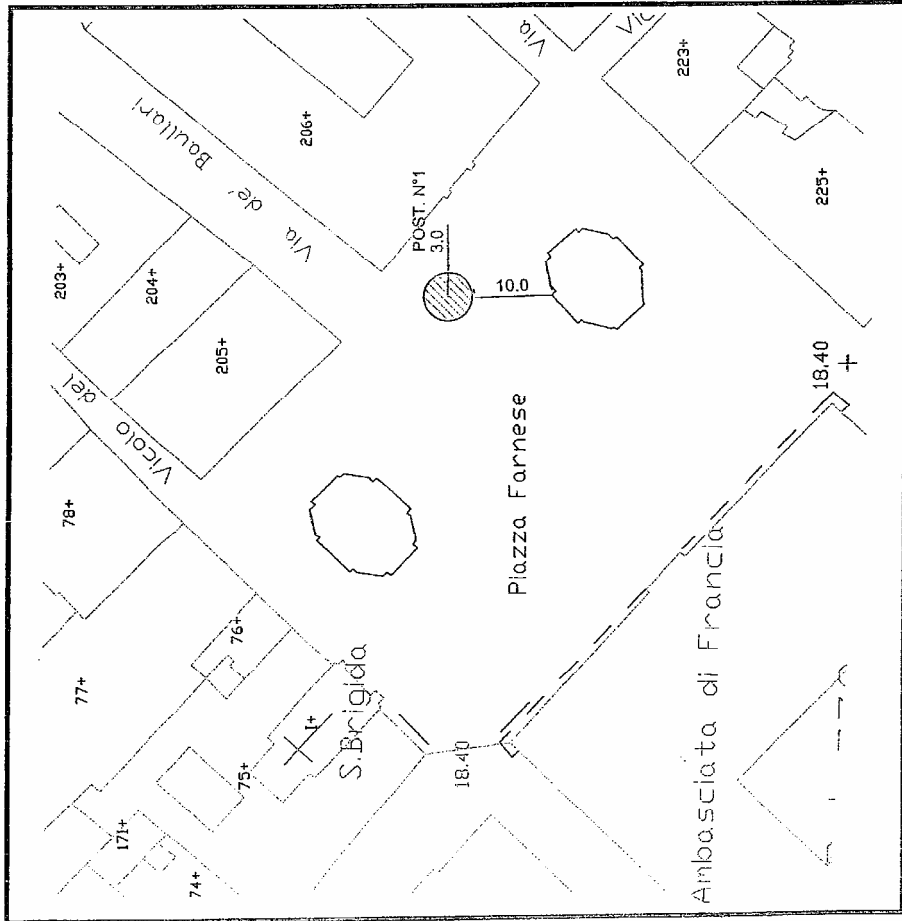 Via de' Baullari
Via
206+
223+
225+
203+
204+
205+
Vicolo del
78+
77+
76+
75+
171+
74+
1+
POST. N°1
3.0
10.0
Piazza Farnese
S.Brigida
18.40
18.40
Ambasciata di Francia